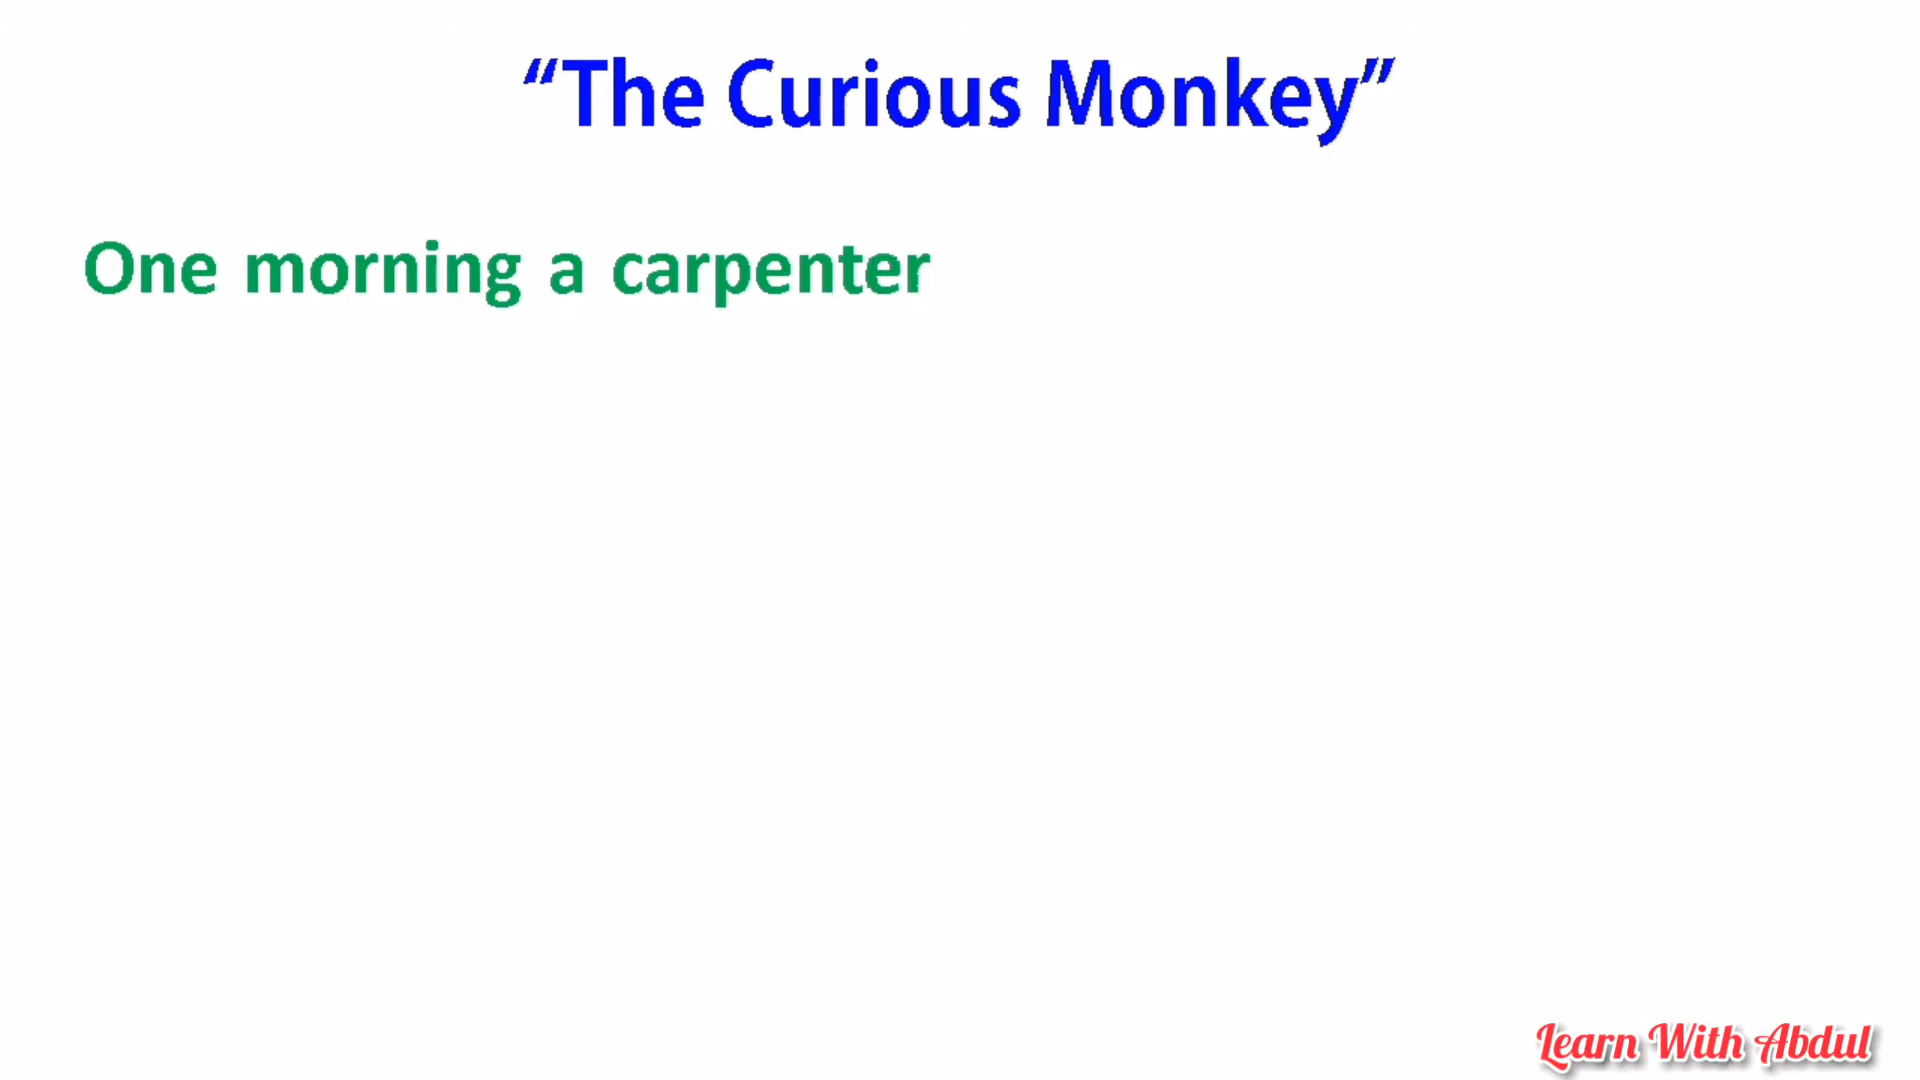 “The Curious Monkey”
One morning a carpenter
Learn With Abdul